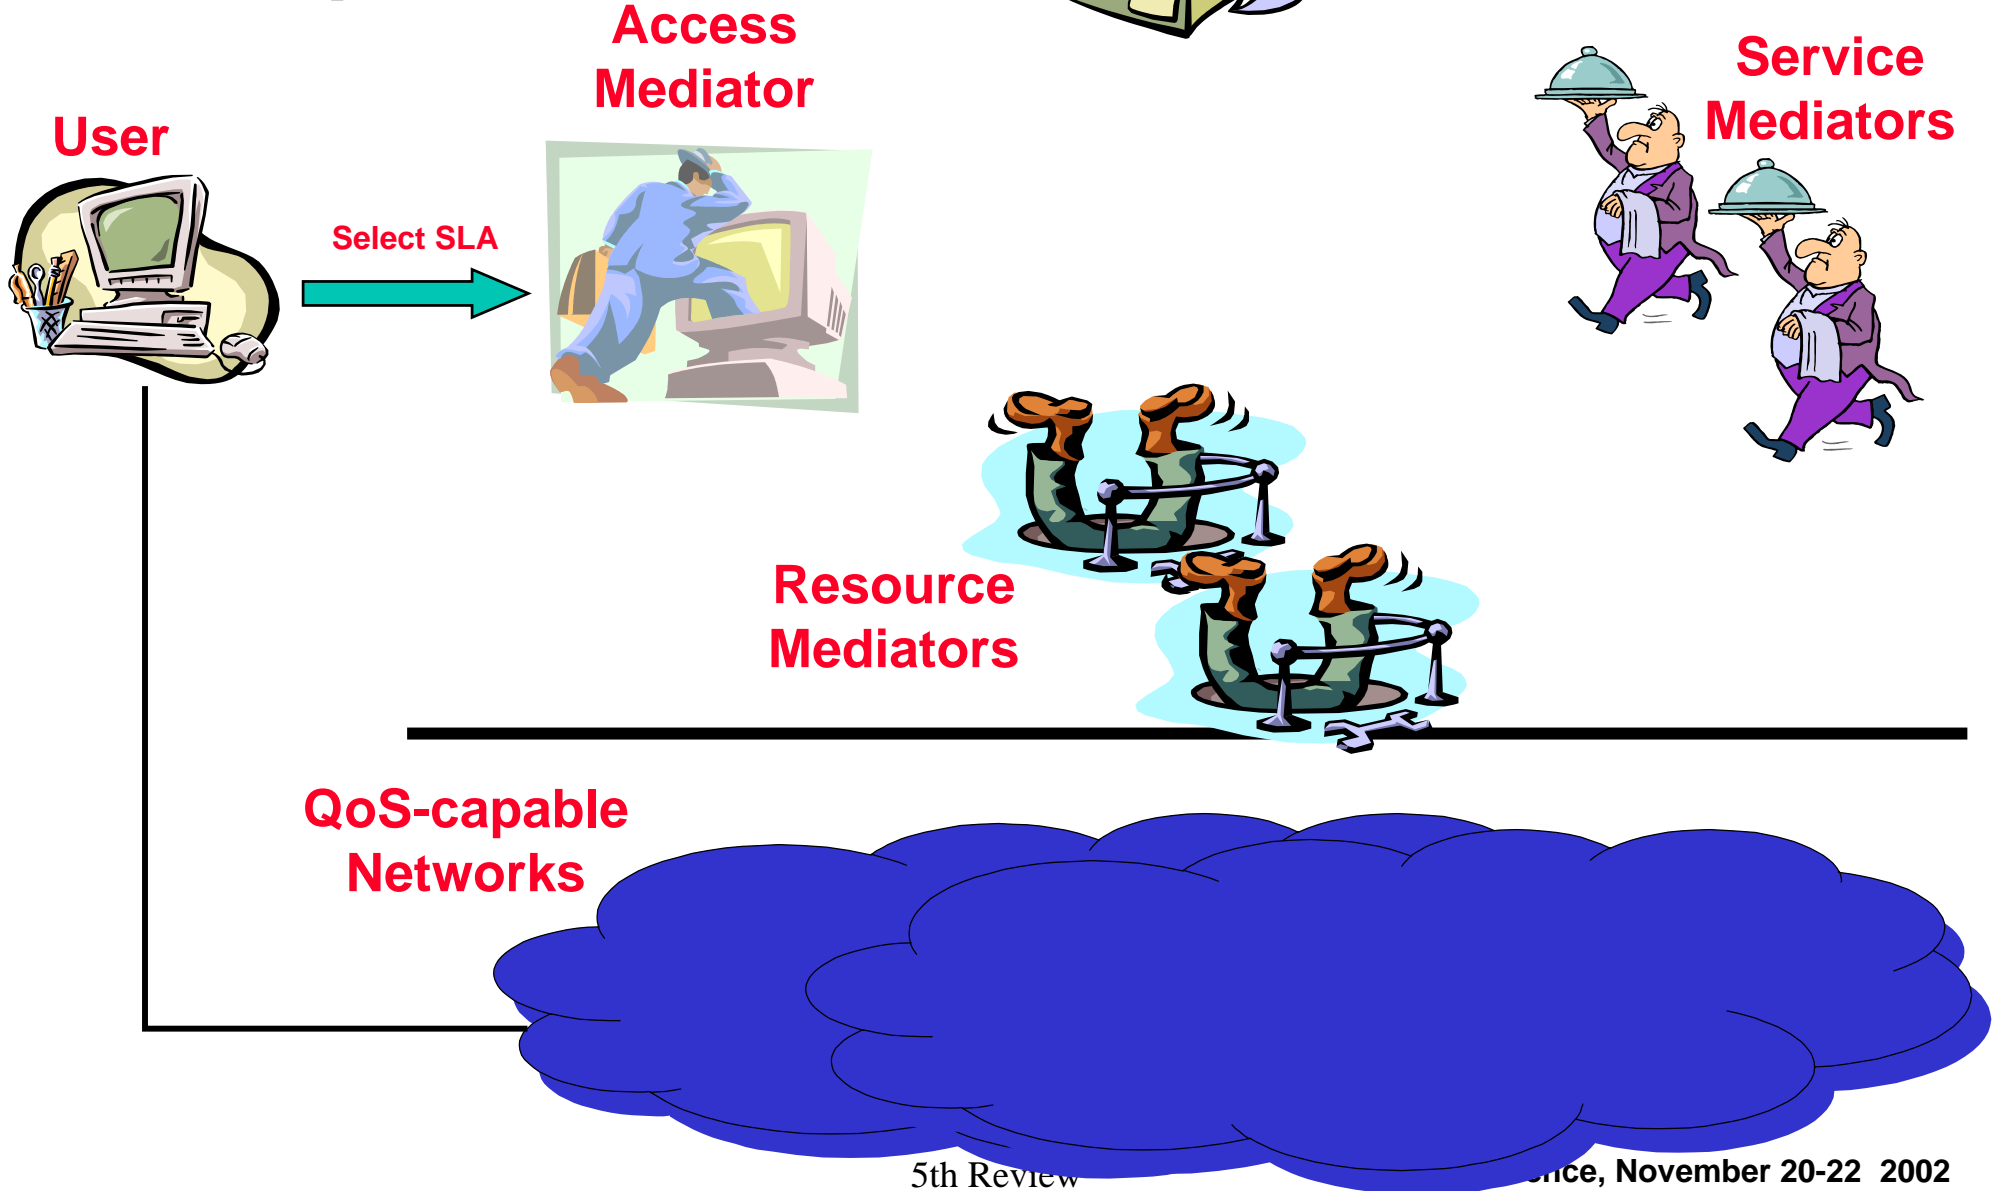 Access
Mediator
Service
Mediators
User
Select SLA
Resource
Mediators
QoS-capable
Networks
5th Review
November 20-22 2002